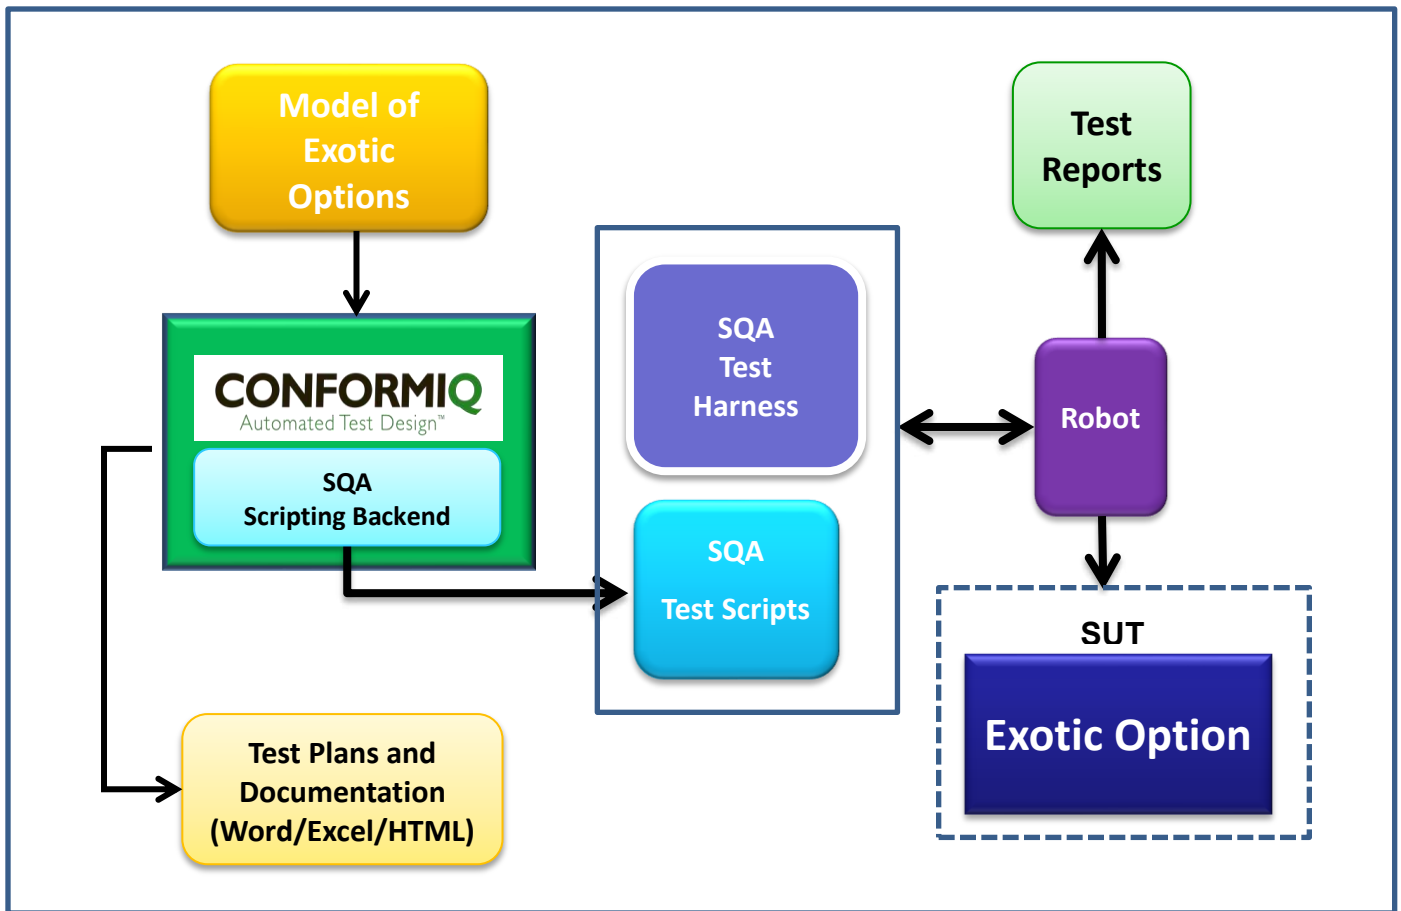 Model of
Exotic
Options
Test
Reports
CONFORMIQ
Automated Test Design™
SQA
Scripting Backend
SQA
Test
Harness
Robot
SQA
Test Scripts
SUT
Exotic Option
Test Plans and
Documentation
(Word/Excel/HTML)